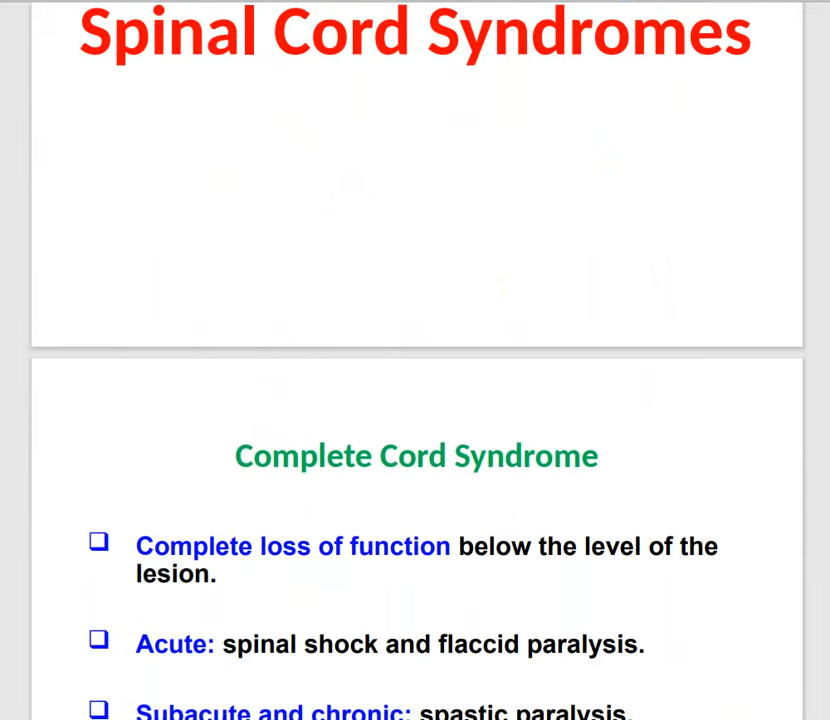 Spinal Cord Syndromes
Complete Cord Syndrome
❑ Complete loss of function below the level of the
lesion.
❑ Acute: spinal shock and flaccid paralysis.
❑ Subacute and chronic: spastic paralysis.